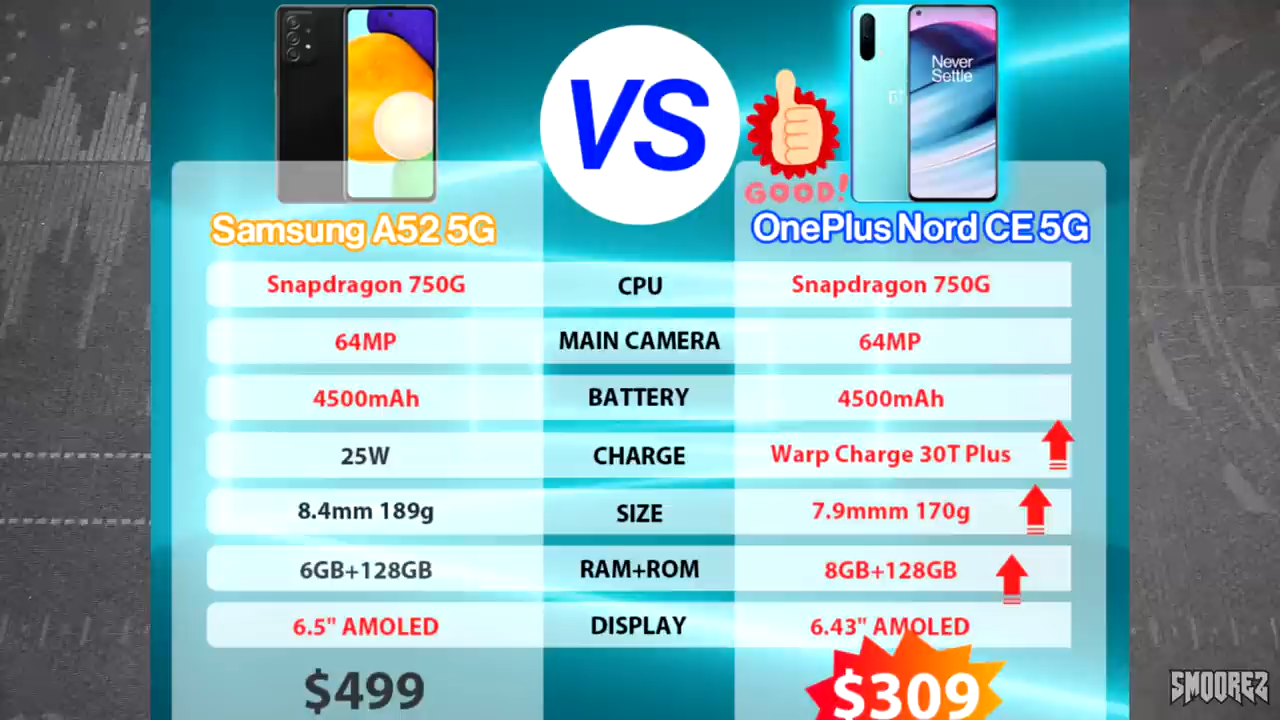 VS
Never
Settle
GOOD!
Samsung A52 5G
OnePlus Nord CE 5G
Snapdragon 750G CPU Snapdragon 750G
64MP MAIN CAMERA 64MP
4500mAh BATTERY 4500mAh
25W CHARGE Warp Charge 30T Plus
8.4mm 189g SIZE 7.9mmm 170g
6GB+128GB RAM+ROM 8GB+128GB
6.5" AMOLED DISPLAY 6.43" AMOLED
$499 $309
SMOOREZ